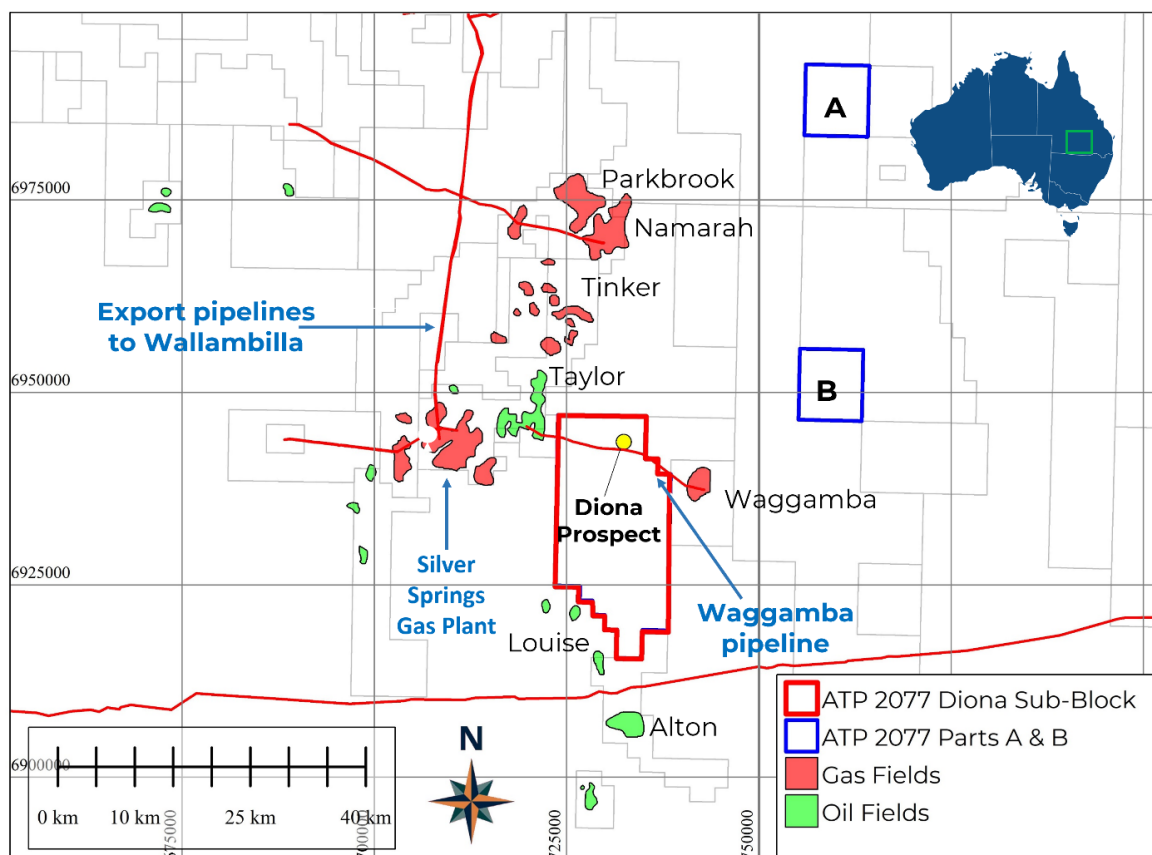 A
Parkbrook
6975000
Namarah
Tinker
Export pipelines
to Wallambilla
Taylor
6950000
B
Waggamba
Diona
Prospect
Silver
Springs
Gas Plant
6925000
Waggamba
pipeline
Louise
ATP 2077 Diona Sub-Block
ATP 2077 Parts A & B
Gas Fields
Oil Fields
Alton
N
6900000
0 km
10 km
25 km
40 km
675000
700000
725000
750000